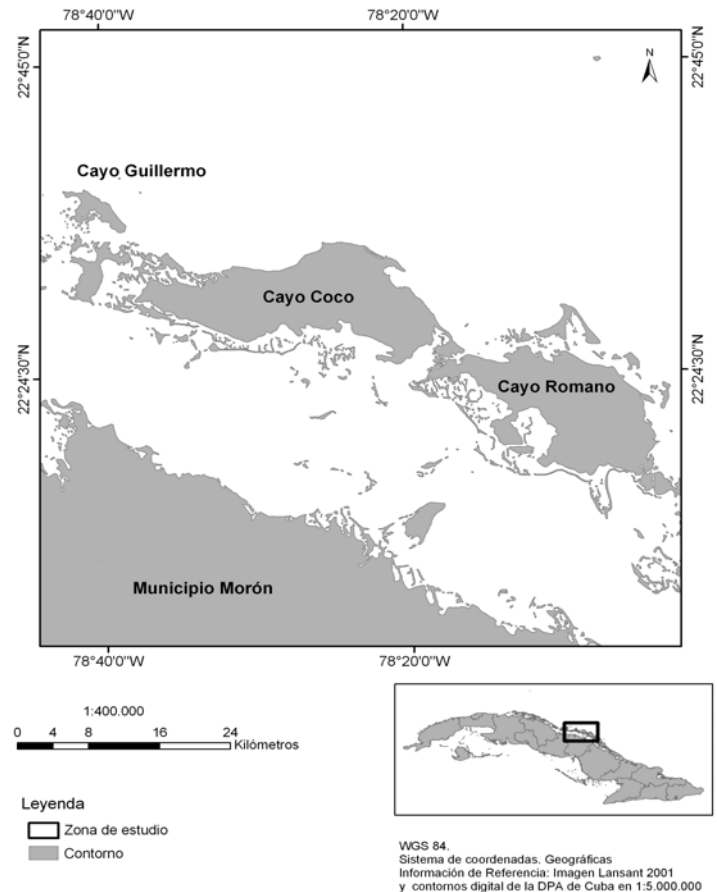 78°40'0"W
78°20'0"W
22°45'0"N
22°45'0"N
N
Cayo Guillermo
Cayo Coco
22°24'30"N
22°24'30"N
Cayo Romano
Municipio Morón
78°40'0"W
78°20'0"W
1:400.000
0 4 8 16 24
Kilómetros
Leyenda
Zona de estudio
Contorno
WGS 84.
Sistema de coordenadas. Geográficas
Información de Referencia: Imagen Lansant 2001
y contornos digital de la DPA de Cuba en 1:5.000.000